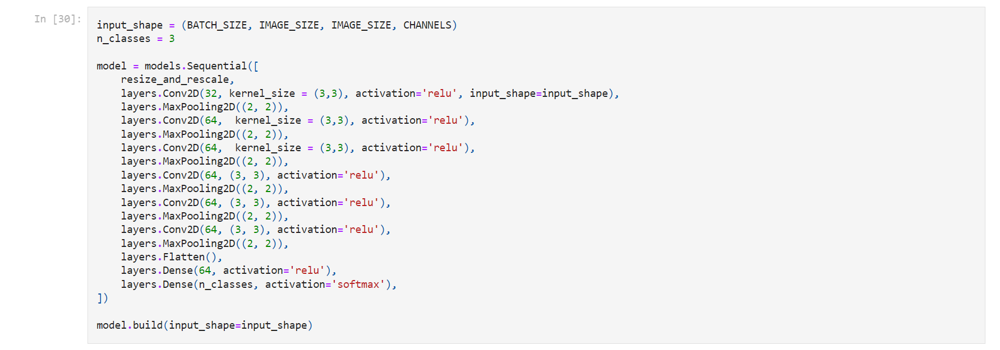 In [30]:
input_shape = (BATCH_SIZE, IMAGE_SIZE, IMAGE_SIZE, CHANNELS)
n_classes = 3

model = models.Sequential([
    resize_and_rescale,
    layers.Conv2D(32, kernel_size = (3,3), activation='relu', input_shape=input_shape),
    layers.MaxPooling2D((2, 2)),
    layers.Conv2D(64,  kernel_size = (3,3), activation='relu'),
    layers.MaxPooling2D((2, 2)),
    layers.Conv2D(64,  kernel_size = (3,3), activation='relu'),
    layers.MaxPooling2D((2, 2)),
    layers.Conv2D(64, (3, 3), activation='relu'),
    layers.MaxPooling2D((2, 2)),
    layers.Conv2D(64, (3, 3), activation='relu'),
    layers.MaxPooling2D((2, 2)),
    layers.Conv2D(64, (3, 3), activation='relu'),
    layers.MaxPooling2D((2, 2)),
    layers.Flatten(),
    layers.Dense(64, activation='relu'),
    layers.Dense(n_classes, activation='softmax'),
])

model.build(input_shape=input_shape)